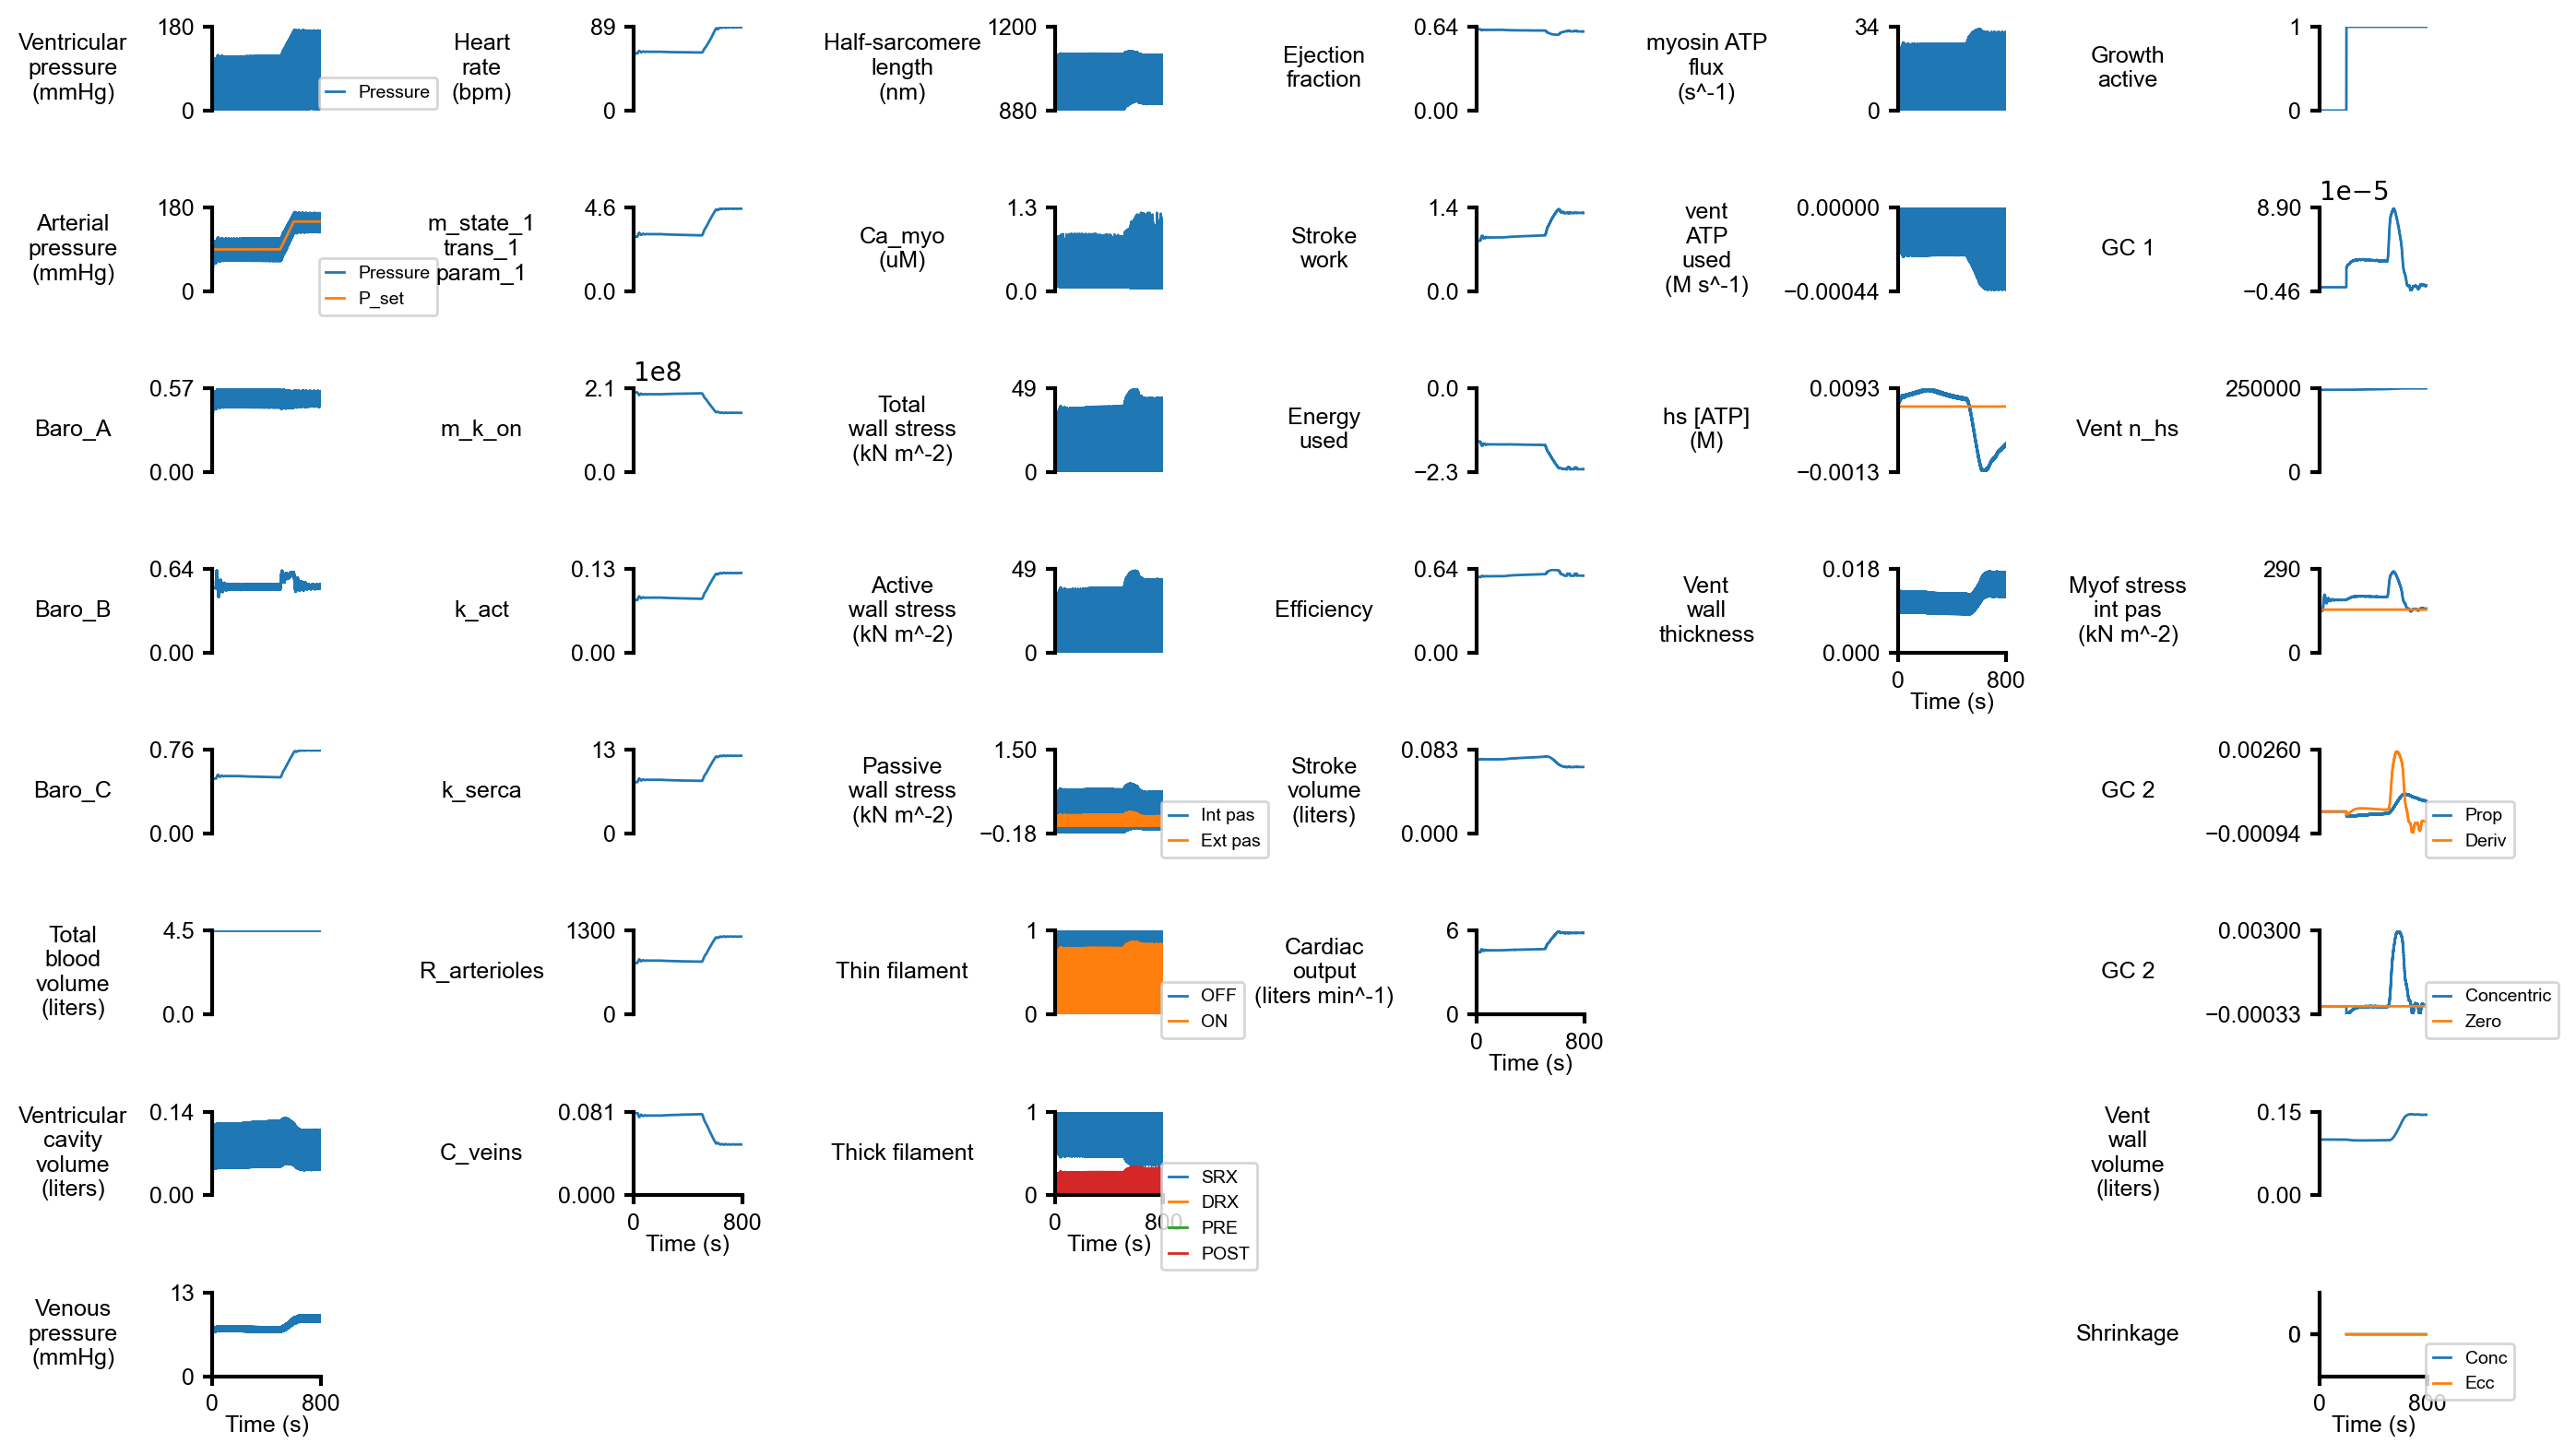 Ventricular
pressure
(mmHg)
180
0
Pressure
Heart
rate
(bpm)
89
0
Half-sarcomere
length
(nm)
1200
880
Ejection
fraction
0.64
0.00
myosin ATP
flux
(s^-1)
34
0
Growth
active
1
0
Arterial
pressure
(mmHg)
180
0
Pressure
P_set
m_state_1
trans_1
param_1
4.6
0.0
Ca_myo
(uM)
1.3
0.0
Stroke
work
1.4
0.0
vent
ATP
used
(M s^-1)
0.00000
−0.00044
GC 1
1e−5
8.90
−0.46
Baro_A
0.57
0.00
m_k_on
1e8
2.1
0.0
Total
wall stress
(kN m^-2)
49
0
Energy
used
0.0
−2.3
hs [ATP]
(M)
0.0093
−0.0013
Vent n_hs
250000
0
Baro_B
0.64
0.00
k_act
0.13
0.00
Active
wall stress
(kN m^-2)
49
0
Efficiency
0.64
0.00
Vent
wall
thickness
0.018
0.000
0 800
Time (s)
Myof stress
int pas
(kN m^-2)
290
0
Baro_C
0.76
0.00
k_serca
13
0
Passive
wall stress
(kN m^-2)
1.50
−0.18
Int pas
Ext pas
Stroke
volume
(liters)
0.083
0.000
GC 2
0.00260
−0.00094
Prop
Deriv
Total
blood
volume
(liters)
4.5
0.0
R_arterioles
1300
0
Thin filament
1
0
OFF
ON
Cardiac
output
(liters min^-1)
6
0
0 800
Time (s)
GC 2
0.00300
−0.00033
Concentric
Zero
Ventricular
cavity
volume
(liters)
0.14
0.00
C_veins
0.081
0.000
0 800
Time (s)
Thick filament
1
0
0 800
Time (s)
SRX
DRX
PRE
POST
Vent
wall
volume
(liters)
0.15
0.00
Venous
pressure
(mmHg)
13
0
0 800
Time (s)
Shrinkage
0
Conc
Ecc
0 800
Time (s)